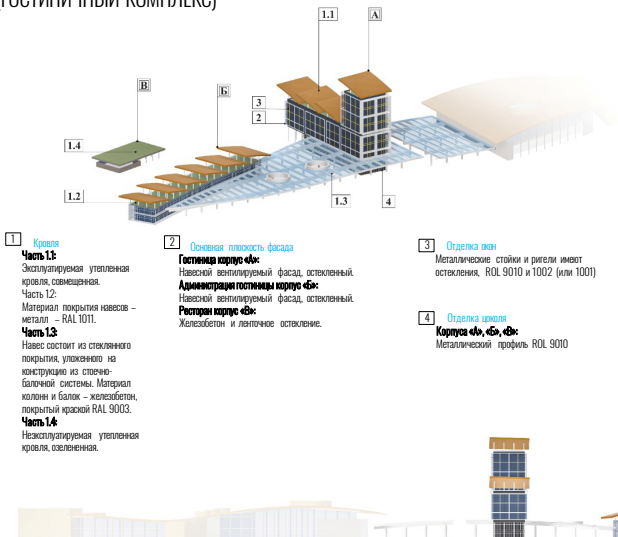 (ГОСТИНИЧНЫЙ КОМПЛЕКС)
1.1
А
В
Б
3
2
1.4
1.2
1.3
4
1 Кровля
Часть 1.1:
Эксплуатируемая утепленная
кровля, совмещенная.
Часть 1.2:
Материал покрытия навесов –
металл – RAL 1011.
Часть 1.3:
Навес состоит из стеклянного
покрытия, уложенного на
конструкцию из стоечно-
балочной системы. Материал
колонн и балок – железобетон,
покрытый краской RAL 9003.
Часть 1.4:
Неэксплуатируемая утепленная
кровля, озелененная.
2 Основная плоскость фасада
Гостиница корпус «А»:
Навесной вентилируемый фасад, остекленный.
Администрация гостиницы корпус «Б»:
Навесной вентилируемый фасад, остекленный.
Ресторан корпус «В»:
Железобетон и ленточное остекление.
3 Отделка окон
Металлические стойки и ригели имеют
остекления, ROL 9010 и 1002 (или 1001)
4 Отделка цоколя
Корпуса «А», «Б», «В»:
Металлический профиль ROL 9010